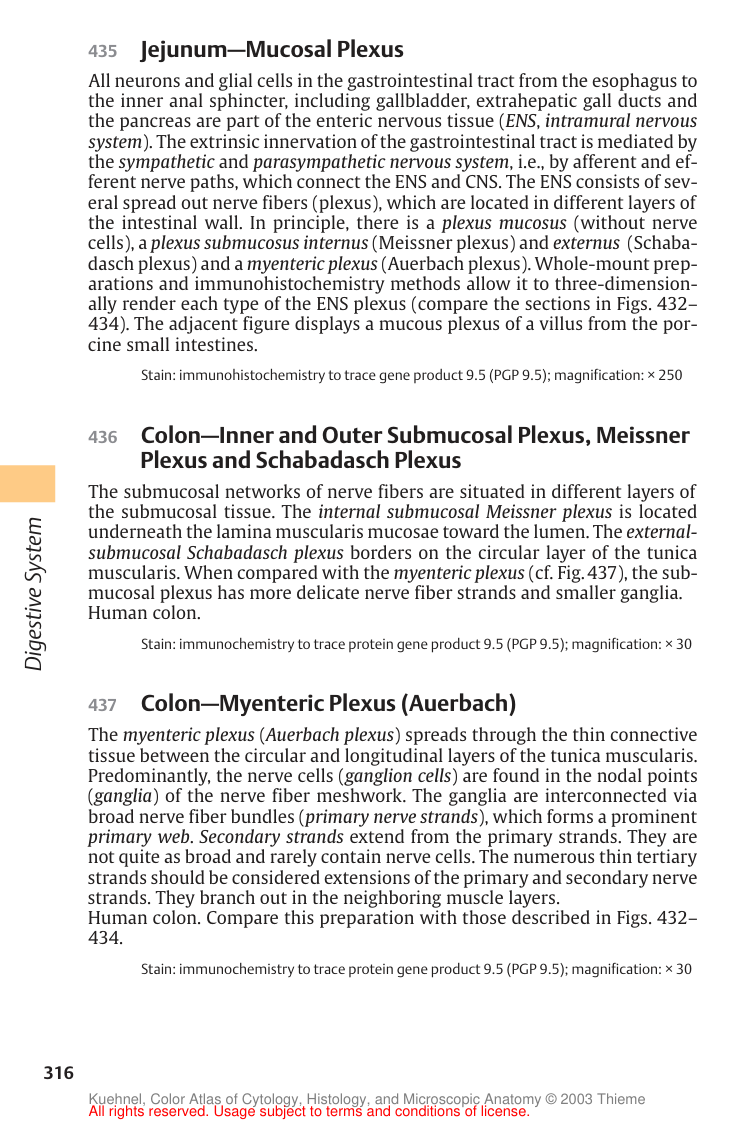 435 Jejunum—Mucosal Plexus
All neurons and glial cells in the gastrointestinal tract from the esophagus to
the inner anal sphincter, including gallbladder, extrahepatic gall ducts and
the pancreas are part of the enteric nervous tissue (ENS, intramural nervous
system). The extrinsic innervation of the gastrointestinal tract is mediated by
the sympathetic and parasympathetic nervous system, i.e., by afferent and ef-
ferent nerve paths, which connect the ENS and CNS. The ENS consists of sev-
eral spread out nerve fibers (plexus), which are located in different layers of
the intestinal wall. In principle, there is a plexus mucosus (without nerve
cells), a plexus submucosus internus (Meissner plexus) and externus (Schaba-
dasch plexus) and a myenteric plexus (Auerbach plexus). Whole-mount prep-
arations and immunohistochemistry methods allow it to three-dimension-
ally render each type of the ENS plexus (compare the sections in Figs. 432–
434). The adjacent figure displays a mucous plexus of a villus from the por-
cine small intestines.
Stain: immunohistochemistry to trace gene product 9.5 (PGP 9.5); magnification: × 250
436 Colon—Inner and Outer Submucosal Plexus, Meissner
Plexus and Schabadasch Plexus
The submucosal networks of nerve fibers are situated in different layers of
the submucosal tissue. The internal submucosal Meissner plexus is located
underneath the lamina muscularis mucosae toward the lumen. The external-
submucosal Schabadasch plexus borders on the circular layer of the tunica
muscularis. When compared with the myenteric plexus (cf. Fig. 437), the sub-
mucosal plexus has more delicate nerve fiber strands and smaller ganglia.
Human colon.
Stain: immunochemistry to trace protein gene product 9.5 (PGP 9.5); magnification: × 30
Digestive System
437 Colon—Myenteric Plexus (Auerbach)
The myenteric plexus (Auerbach plexus) spreads through the thin connective
tissue between the circular and longitudinal layers of the tunica muscularis.
Predominantly, the nerve cells (ganglion cells) are found in the nodal points
(ganglia) of the nerve fiber meshwork. The ganglia are interconnected via
broad nerve fiber bundles (primary nerve strands), which forms a prominent
primary web. Secondary strands extend from the primary strands. They are
not quite as broad and rarely contain nerve cells. The numerous thin tertiary
strands should be considered extensions of the primary and secondary nerve
strands. They branch out in the neighboring muscle layers.
Human colon. Compare this preparation with those described in Figs. 432–
434.
Stain: immunochemistry to trace protein gene product 9.5 (PGP 9.5); magnification: × 30
316
Kuehnel, Color Atlas of Cytology, Histology, and Microscopic Anatomy © 2003 Thieme
All rights reserved. Usage subject to terms and conditions of license.